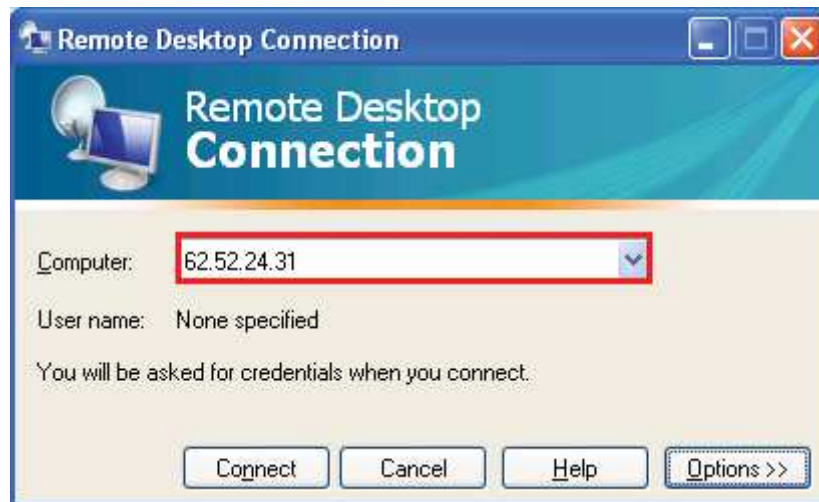 Remote Desktop Connection
Remote Desktop
Connection
Computer: 62.52.24.31
User name: None specified
You will be asked for credentials when you connect.
Connect Cancel Help Options >>